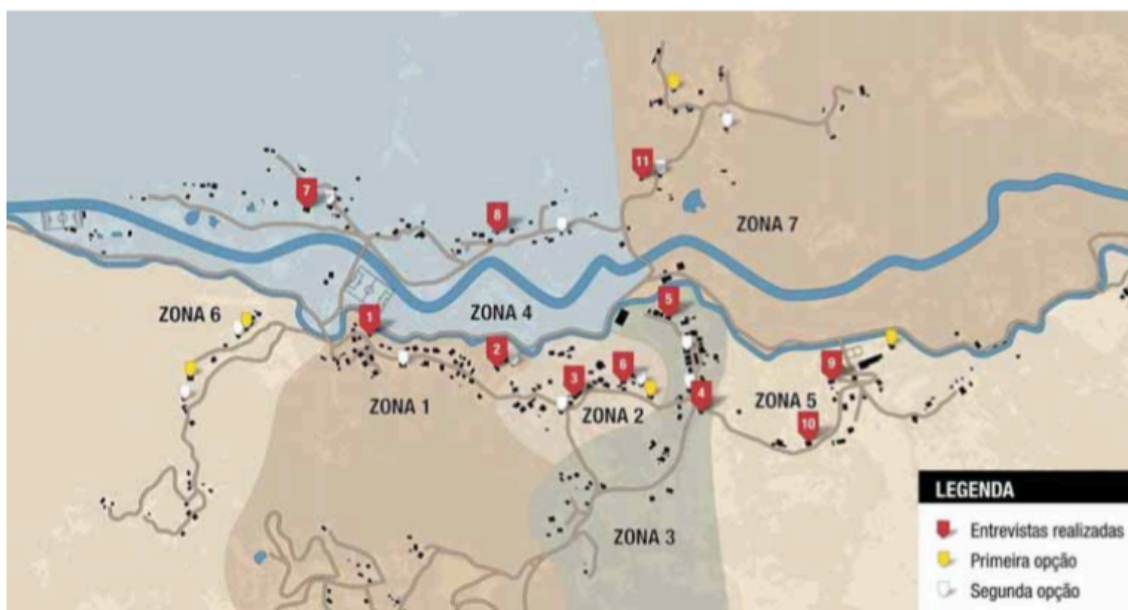 11
7
8
ZONA 7
5
ZONA 6
ZONA 4
1
2
6
9
3
4
ZONA 1
ZONA 2
ZONA 5
10
ZONA 3
LEGENDA
Entrevistas realizadas
Primeira opção
Segunda opção